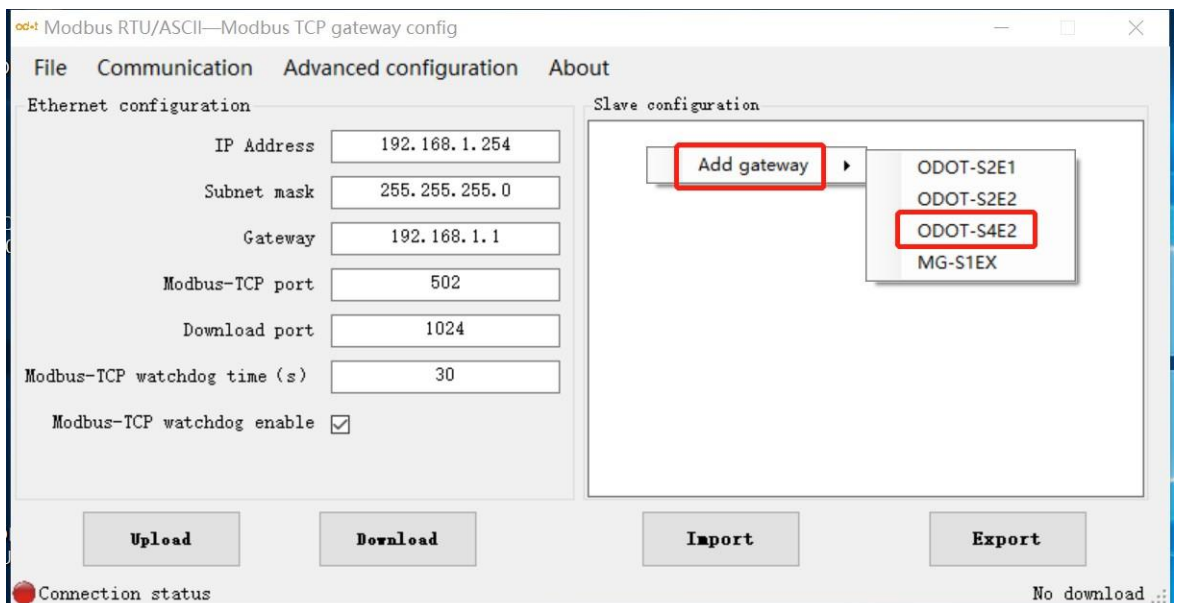 od•t Modbus RTU/ASCII—Modbus TCP gateway config
File Communication Advanced configuration About
Ethernet configuration
IP Address 192.168.1.254
Subnet mask 255.255.255.0
Gateway 192.168.1.1
Modbus-TCP port 502
Download port 1024
Modbus-TCP watchdog time(s) 30
Modbus-TCP watchdog enable
Slave configuration
Add gateway
ODOT-S2E1
ODOT-S2E2
ODOT-S4E2
MG-S1EX
Upload Download Import Export
Connection status No download